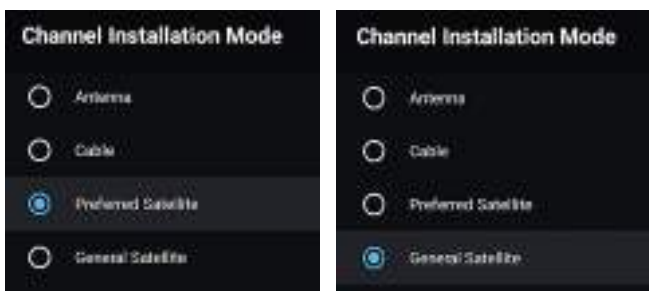 Channel Installation Mode
Antenna
Cable
Preferred Satellite
General Satellite
Channel Installation Mode
Antenna
Cable
Preferred Satellite
General Satellite